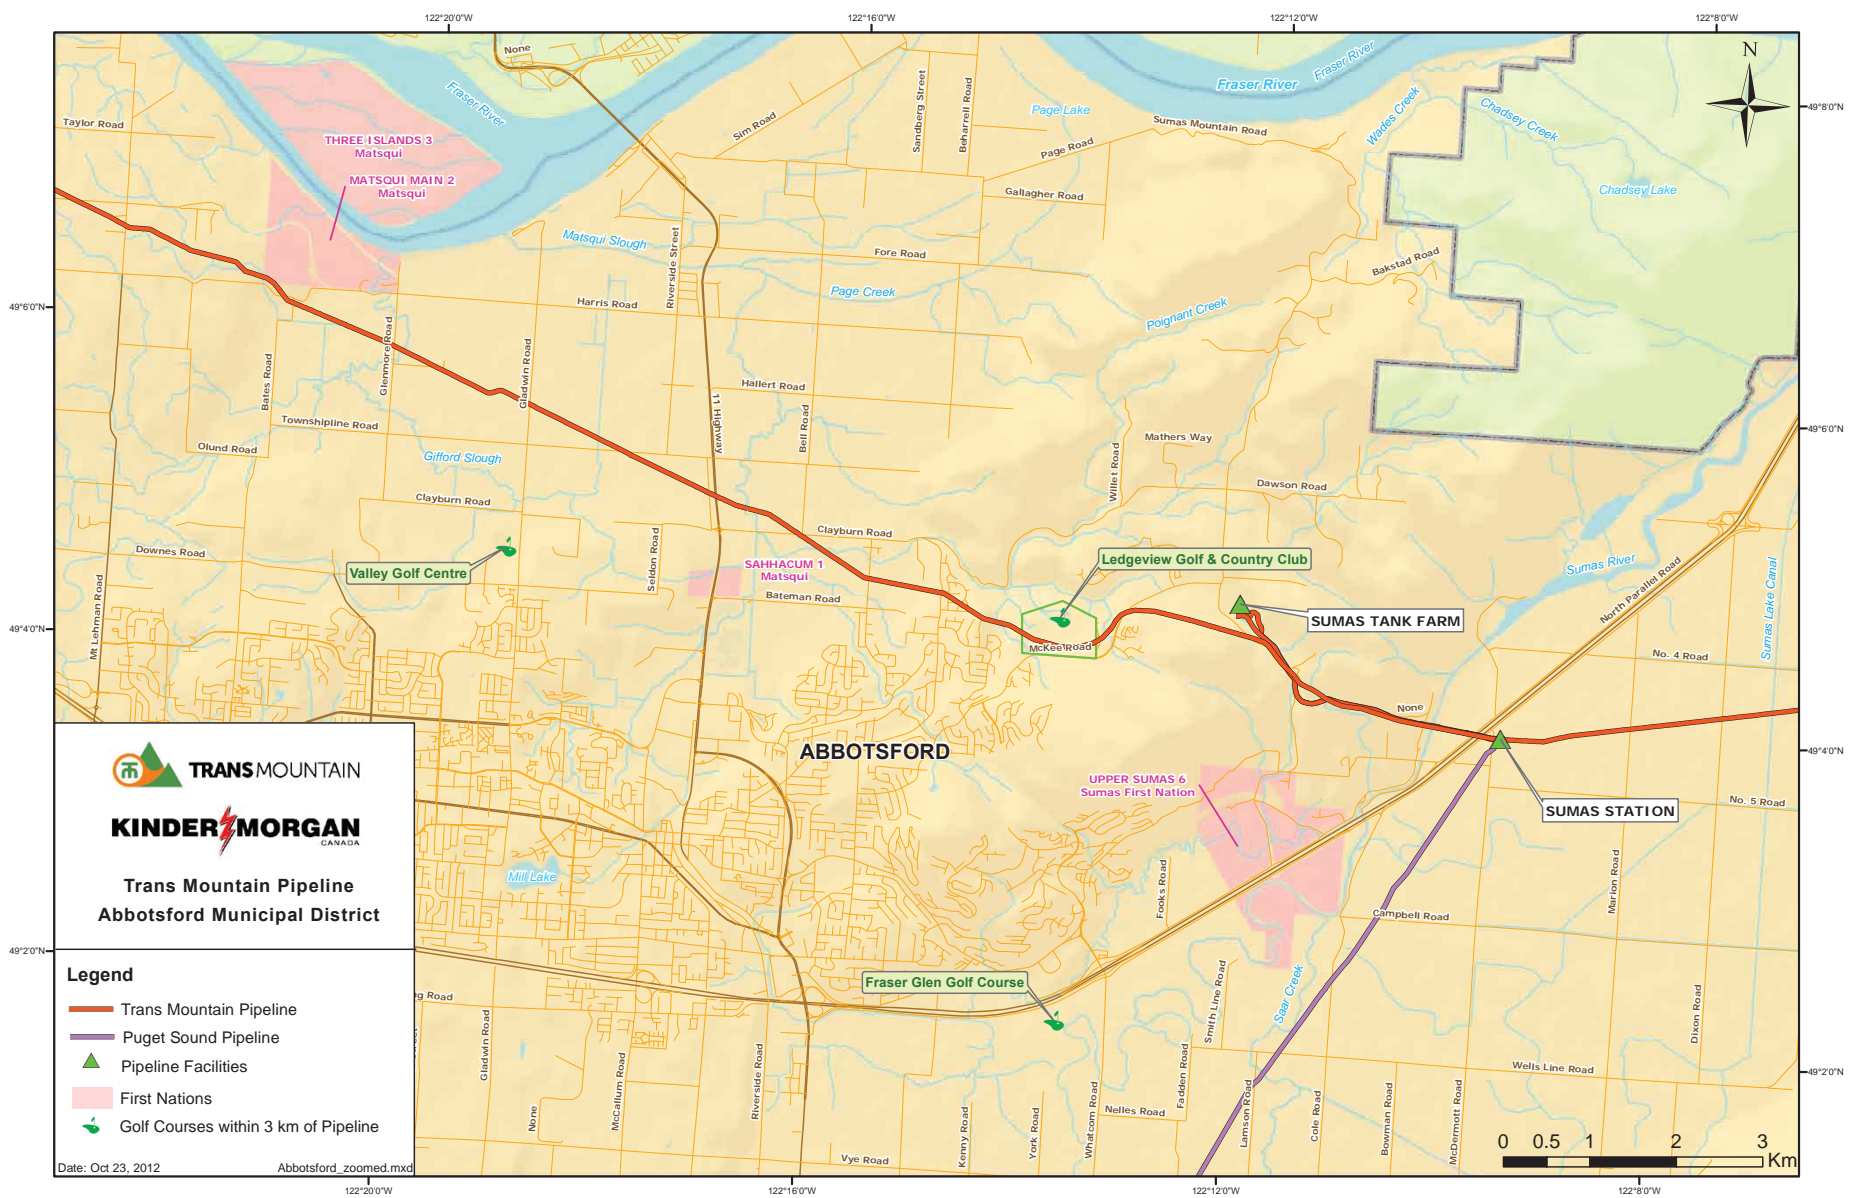 122°20'0"W
122°16'0"W
122°12'0"W
122°8'0"W
None
N
Fraser River
Fraser River
Fraser River
Taylor Road
THREE ISLANDS 3
Matsqui
MATSQUI MAIN 2
Matsqui
Sim Road
Sandberg Street
Beharrell Road
Page Lake
Page Road
Sumas Mountain Road
Wades Creek
Chadsey Creek
Chadsey Lake
49°8'0"N
Gallagher Road
Matsqui Slough
Riverside Street
Fore Road
Page Creek
Bakstad Road
Poignant Creek
49°6'0"N
Harris Road
Glenmore Road
Gladwin Road
Bates Road
Hallert Road
11 Highway
Bell Road
Townshipline Road
Olund Road
Gifford Slough
Mathers Way
Willet Road
49°6'0"N
Clayburn Road
Dawson Road
Clayburn Road
Downes Road
Valley Golf Centre
Seldon Road
SAHHACUM 1
Matsqui
Bateman Road
Ledgeview Golf & Country Club
Sumas River
North Parallel Road
Sumas Lake Canal
Mt Lehman Road
49°4'0"N
SUMAS TANK FARM
McKee Road
No. 4 Road
None
ABBOTSFORD
49°4'0"N
UPPER SUMAS 6
Sumas First Nation
SUMAS STATION
No. 5 Road
TRANSMOUNTAIN
KINDER MORGAN
CANADA
Trans Mountain Pipeline
Abbotsford Municipal District
Mill Lake
Fooks Road
Marion Road
Campbell Road
49°2'0"N
Legend
Trans Mountain Pipeline
Puget Sound Pipeline
Pipeline Facilities
First Nations
Golf Courses within 3 km of Pipeline
Date: Oct 23, 2012
Abbotsford_zoomed.mxd
Fraser Glen Golf Course
ng Road
Smith Line Road
Saar Creek
Dixon Road
Gladwin Road
None
McCallum Road
Riverside Road
Wells Line Road
49°2'0"N
Vye Road
Kenny Road
York Road
Whatcom Road
Nelles Road
Fadden Road
Lamson Road
Cole Road
Bowman Road
McDermott Road
0 0.5 1 2 3
Km
122°20'0"W
122°16'0"W
122°12'0"W
122°8'0"W